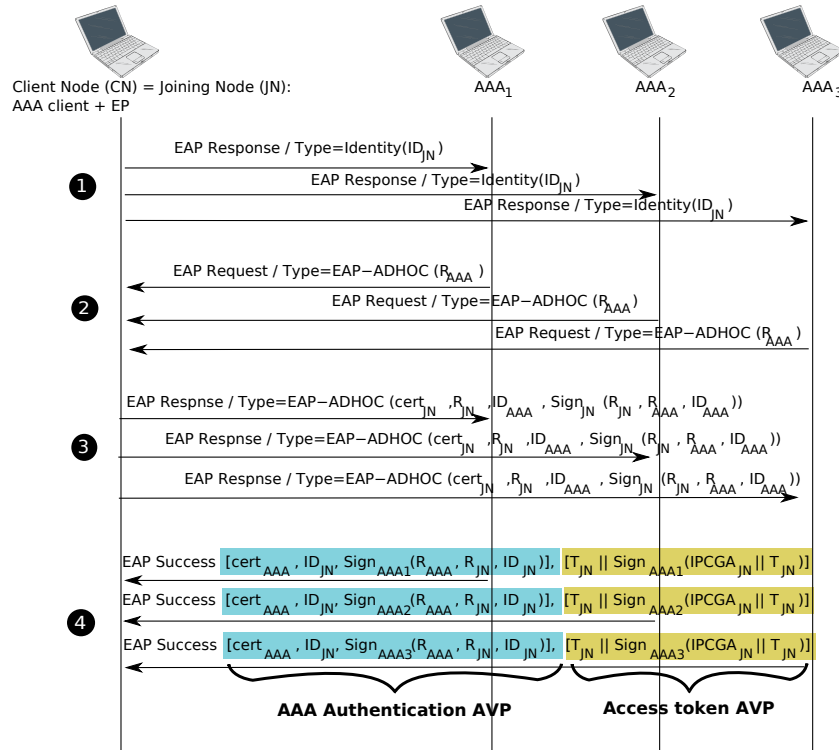 Client Node (CN) = Joining Node (JN):
AAA client + EP
AAA1
AAA2
AAA3
1
EAP Response / Type=Identity(IDJN)
EAP Response / Type=Identity(IDJN)
EAP Response / Type=Identity(IDJN)
2
EAP Request / Type=EAP−ADHOC (RAAA)
EAP Request / Type=EAP−ADHOC (RAAA)
EAP Request / Type=EAP−ADHOC (RAAA)
3
EAP Respnse / Type=EAP−ADHOC (certJN ,RJN ,IDAAA , SignJN (RJN , RAAA , IDAAA))
EAP Respnse / Type=EAP−ADHOC (certJN ,RJN ,IDAAA , SignJN (RJN , RAAA , IDAAA))
EAP Respnse / Type=EAP−ADHOC (certJN ,RJN ,IDAAA , SignJN (RJN , RAAA , IDAAA))
4
EAP Success [certAAA , IDJN, SignAAA1(RAAA, RJN, IDJN)], [TJN || SignAAA1(IPCGAJN || TJN)]
EAP Success [certAAA , IDJN, SignAAA2(RAAA, RJN, IDJN)], [TJN || SignAAA2(IPCGAJN || TJN)]
EAP Success [certAAA , IDJN, SignAAA3(RAAA, RJN, IDJN)], [TJN || SignAAA3(IPCGAJN || TJN)]
AAA Authentication AVP
Access token AVP